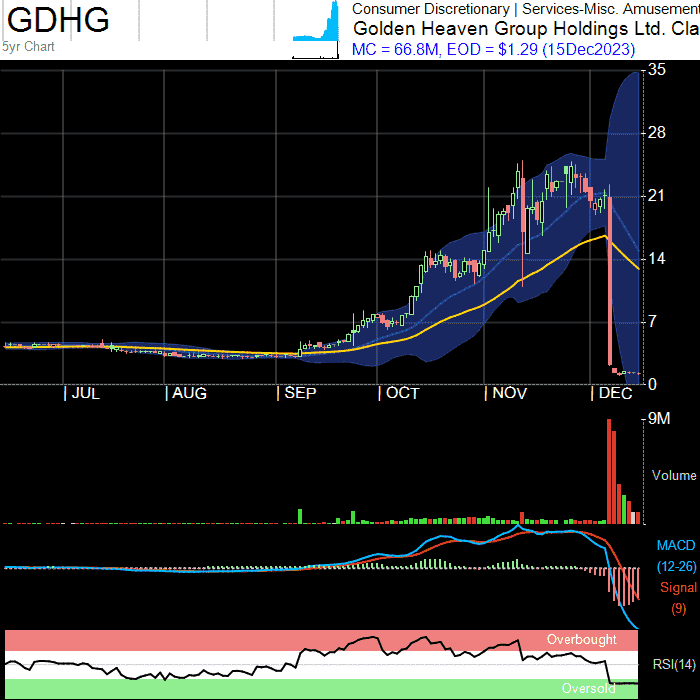 GDHG
5yr Chart
Consumer Discretionary | Services-Misc. Amusement
Golden Heaven Group Holdings Ltd. Cla
MC = 66.8M, EOD = $1.29 (15Dec2023)
35
28
21
14
7
0
JUL AUG SEP OCT NOV DEC
9M
Volume
MACD
(12-26)
Signal
(9)
Overbought
RSI(14)
Oversold